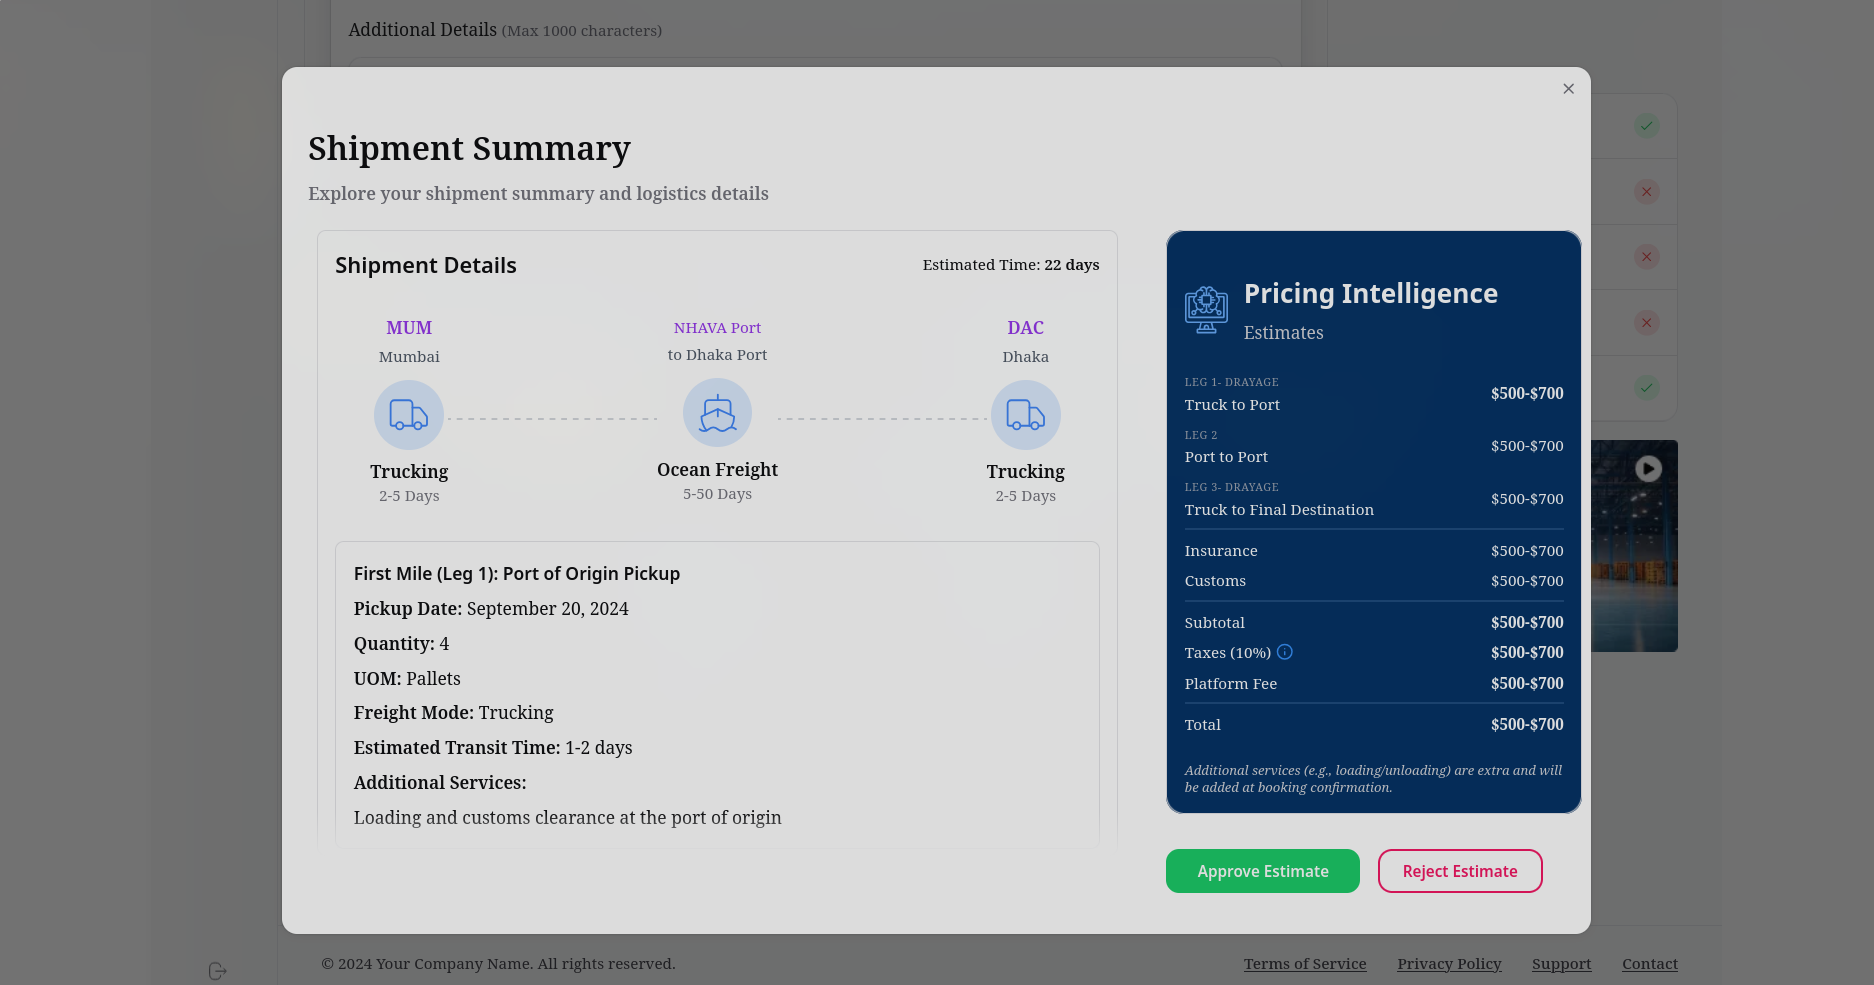 Additional Details (Max 1000 characters)
Shipment Summary
Explore your shipment summary and logistics details
Shipment Details
Estimated Time: 22 days
MUM
Mumbai
Trucking
2-5 Days
NHAVA Port
to Dhaka Port
Ocean Freight
5-50 Days
DAC
Dhaka
Trucking
2-5 Days
First Mile (Leg 1): Port of Origin Pickup
Pickup Date: September 20, 2024
Quantity: 4
UOM: Pallets
Freight Mode: Trucking
Estimated Transit Time: 1-2 days
Additional Services:
Loading and customs clearance at the port of origin
Pricing Intelligence
Estimates
LEG 1- DRAYAGE
Truck to Port
$500-$700
LEG 2
Port to Port
$500-$700
LEG 3- DRAYAGE
Truck to Final Destination
$500-$700
Insurance $500-$700
Customs $500-$700
Subtotal $500-$700
Taxes (10%) $500-$700
Platform Fee $500-$700
Total $500-$700
Additional services (e.g., loading/unloading) are extra and will
be added at booking confirmation.
Approve Estimate
Reject Estimate
© 2024 Your Company Name. All rights reserved.
Terms of Service Privacy Policy Support Contact